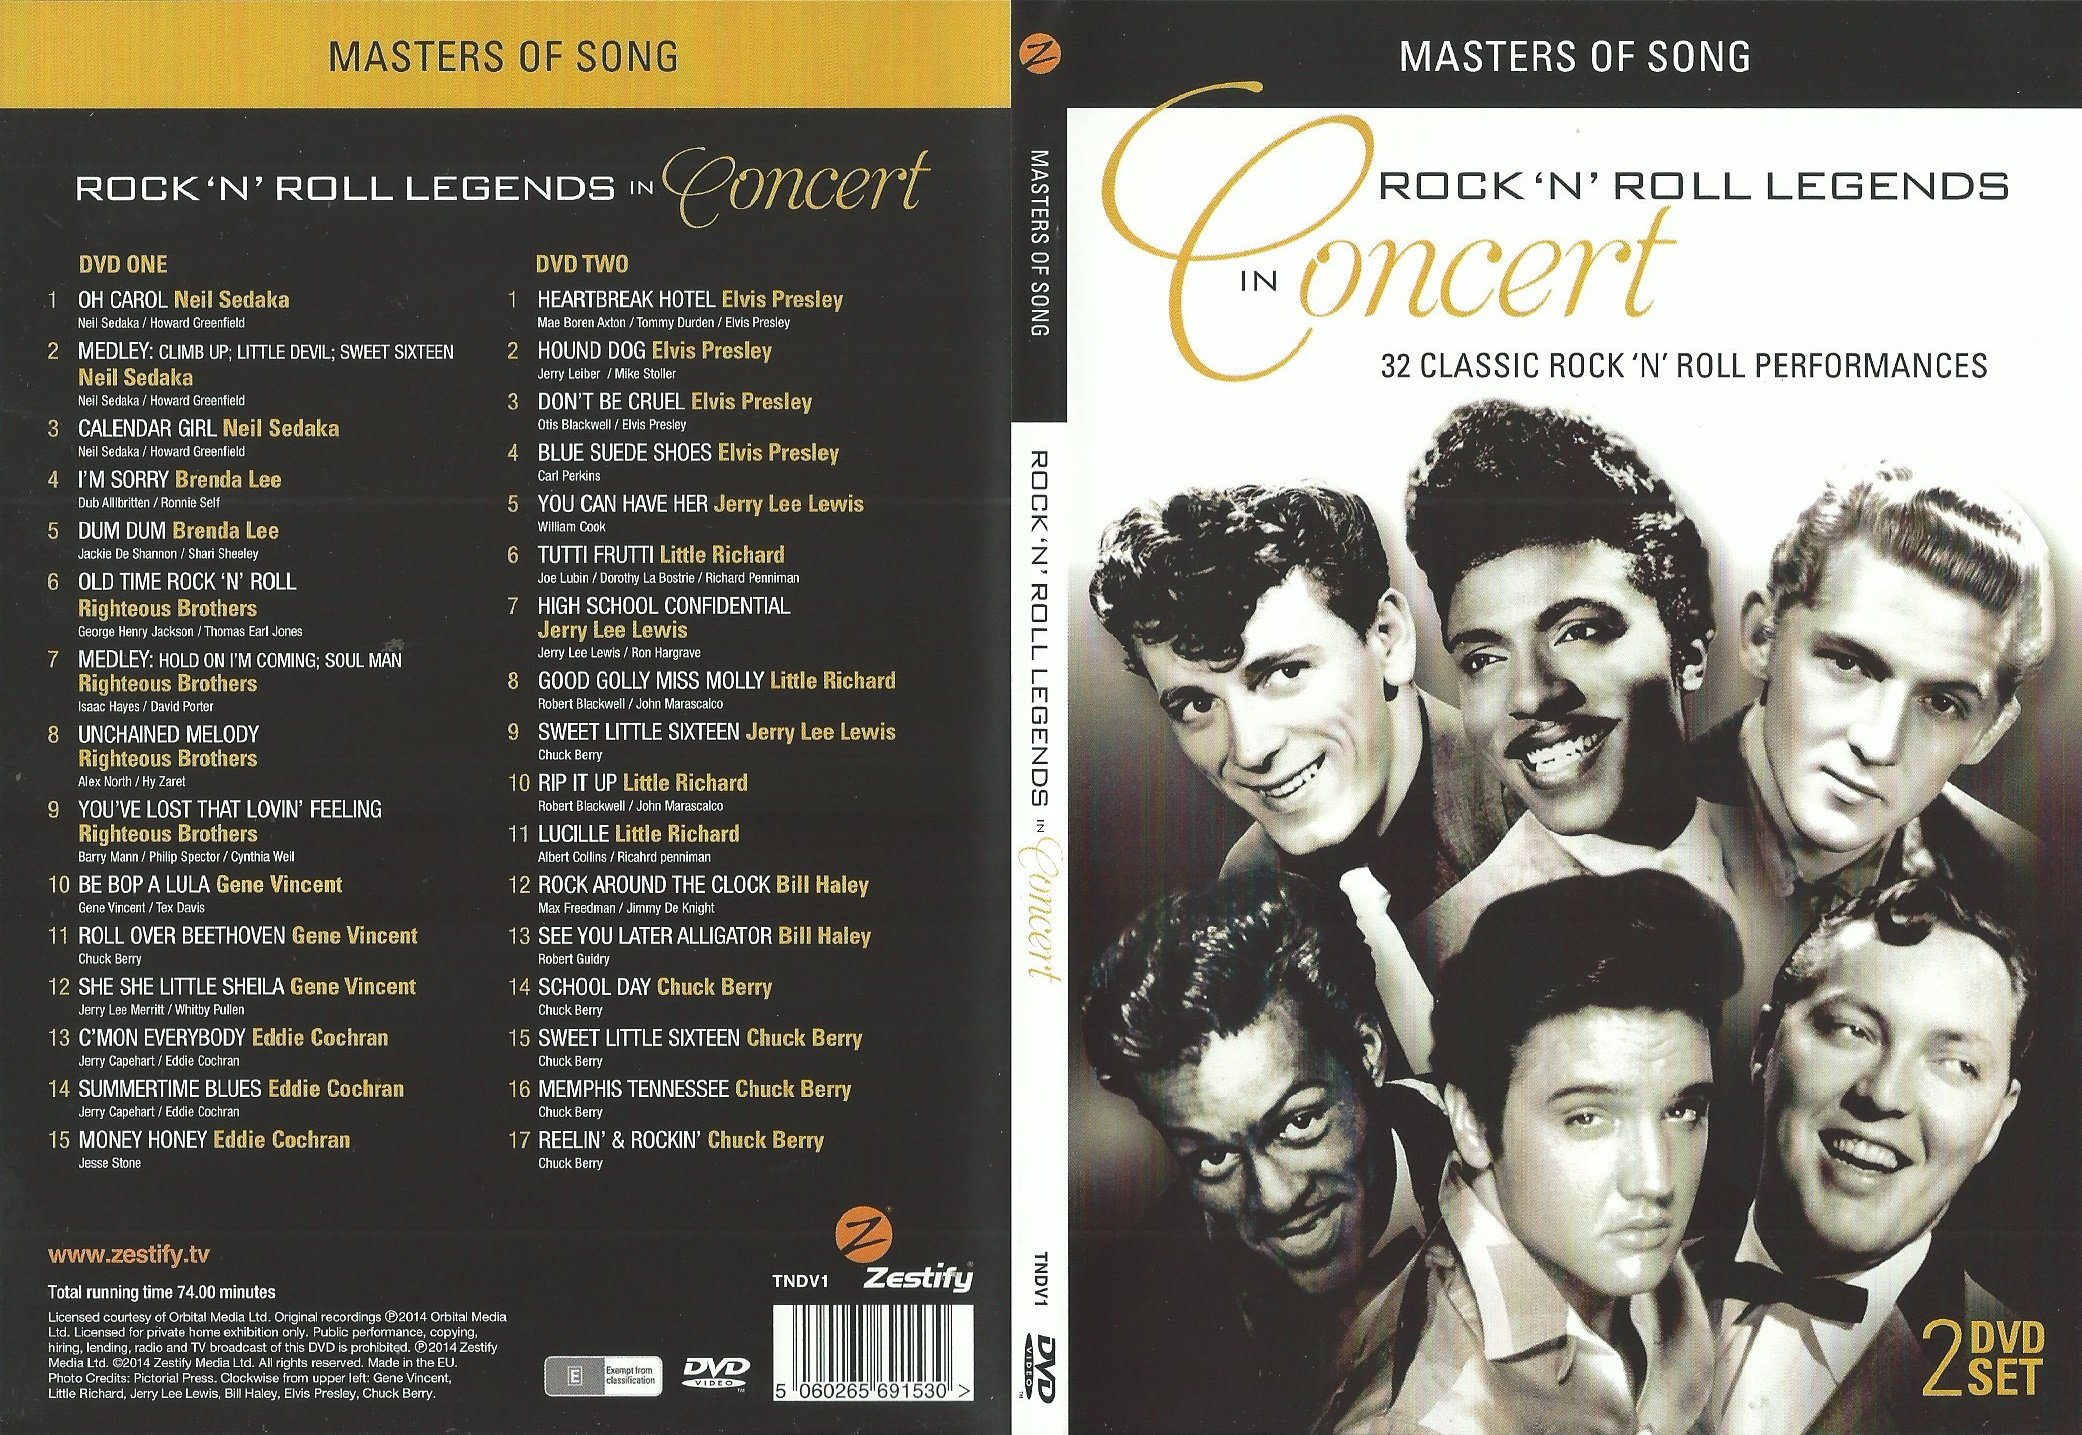 MASTERS OF SONG
ROCK 'N' ROLL LEGENDS IN Concert
DVD ONE
1 OH CAROL Neil Sedaka
Neil Sedaka / Howard Greenfield
2 MEDLEY: CLIMB UP; LITTLE DEVIL; SWEET SIXTEEN
Neil Sedaka
Neil Sedaka / Howard Greenfield
3 CALENDAR GIRL Neil Sedaka
Neil Sedaka / Howard Greenfield
4 I'M SORRY Brenda Lee
Dub Alllbritten / Ronnie Self
5 DUM DUM Brenda Lee
Jackie De Shannon / Shari Sheeley
6 OLD TIME ROCK 'N' ROLL
Righteous Brothers
George Henry Jackson / Thomas Earl Jones
7 MEDLEY: HOLD ON I'M COMING; SOUL MAN
Righteous Brothers
Isaac Hayes / David Porter
8 UNCHAINED MELODY
Righteous Brothers
Alex North / Hy Zaret
9 YOU'VE LOST THAT LOVIN' FEELING
Righteous Brothers
Barry Mann / Philip Spector / Cynthia Weil
10 BE BOP A LULA Gene Vincent
Gene Vincent / Tex Davis
11 ROLL OVER BEETHOVEN Gene Vincent
Chuck Berry
12 SHE SHE LITTLE SHEILA Gene Vincent
Jerry Lee Merritt / Whitby Pullen
13 C'MON EVERYBODY Eddie Cochran
Jerry Capehart / Eddie Cochran
14 SUMMERTIME BLUES Eddie Cochran
Jerry Capehart / Eddie Cochran
15 MONEY HONEY Eddie Cochran
Jesse Stone
DVD TWO
1 HEARTBREAK HOTEL Elvis Presley
Mae Boren Axton / Tommy Durden / Elvis Presley
2 HOUND DOG Elvis Presley
Jerry Leiber / Mike Stoller
3 DON'T BE CRUEL Elvis Presley
Otis Blackwell / Elvis Presley
4 BLUE SUEDE SHOES Elvis Presley
Carl Perkins
5 YOU CAN HAVE HER Jerry Lee Lewis
William Cook
6 TUTTI FRUTTI Little Richard
Joe Lubin / Dorothy La Bostrie / Richard Penniman
7 HIGH SCHOOL CONFIDENTIAL
Jerry Lee Lewis
Jerry Lee Lewis / Ron Hargrave
8 GOOD GOLLY MISS MOLLY Little Richard
Robert Blackwell / John Marascalco
9 SWEET LITTLE SIXTEEN Jerry Lee Lewis
Chuck Berry
10 RIP IT UP Little Richard
Robert Blackwell / John Marascalco
11 LUCILLE Little Richard
Albert Collins / Ricahrd penniman
12 ROCK AROUND THE CLOCK Bill Haley
Max Freedman / Jimmy De Knight
13 SEE YOU LATER ALLIGATOR Bill Haley
Robert Guidry
14 SCHOOL DAY Chuck Berry
Chuck Berry
15 SWEET LITTLE SIXTEEN Chuck Berry
Chuck Berry
16 MEMPHIS TENNESSEE Chuck Berry
Chuck Berry
17 REELIN' & ROCKIN' Chuck Berry
Chuck Berry
www.zestify.tv
Total running time 74.00 minutes
Licensed courtesy of Orbital Media Ltd. Original recordings ℗2014 Orbital Media
Ltd. Licensed for private home exhibition only. Public performance, copying,
hiring, lending, radio and TV broadcast of this DVD is prohibited. ℗2014 Zestify
Media Ltd. ©2014 Zestify Media Ltd. All rights reserved. Made in the EU.
Photo Credits: Pictorial Press. Clockwise from upper left: Gene Vincent,
Little Richard, Jerry Lee Lewis, Bill Haley, Elvis Presley, Chuck Berry.
E Exempt from
classification
DVD
VIDEO™
Z
Zestify®
TNDV1
5 060265 691530 >
Z
MASTERS OF SONG
ROCK 'N' ROLL LEGENDS IN Concert
TNDV1
DVD
VIDEO™
MASTERS OF SONG
ROCK 'N' ROLL LEGENDS
IN Concert
32 CLASSIC ROCK 'N' ROLL PERFORMANCES
2 DVD
SET